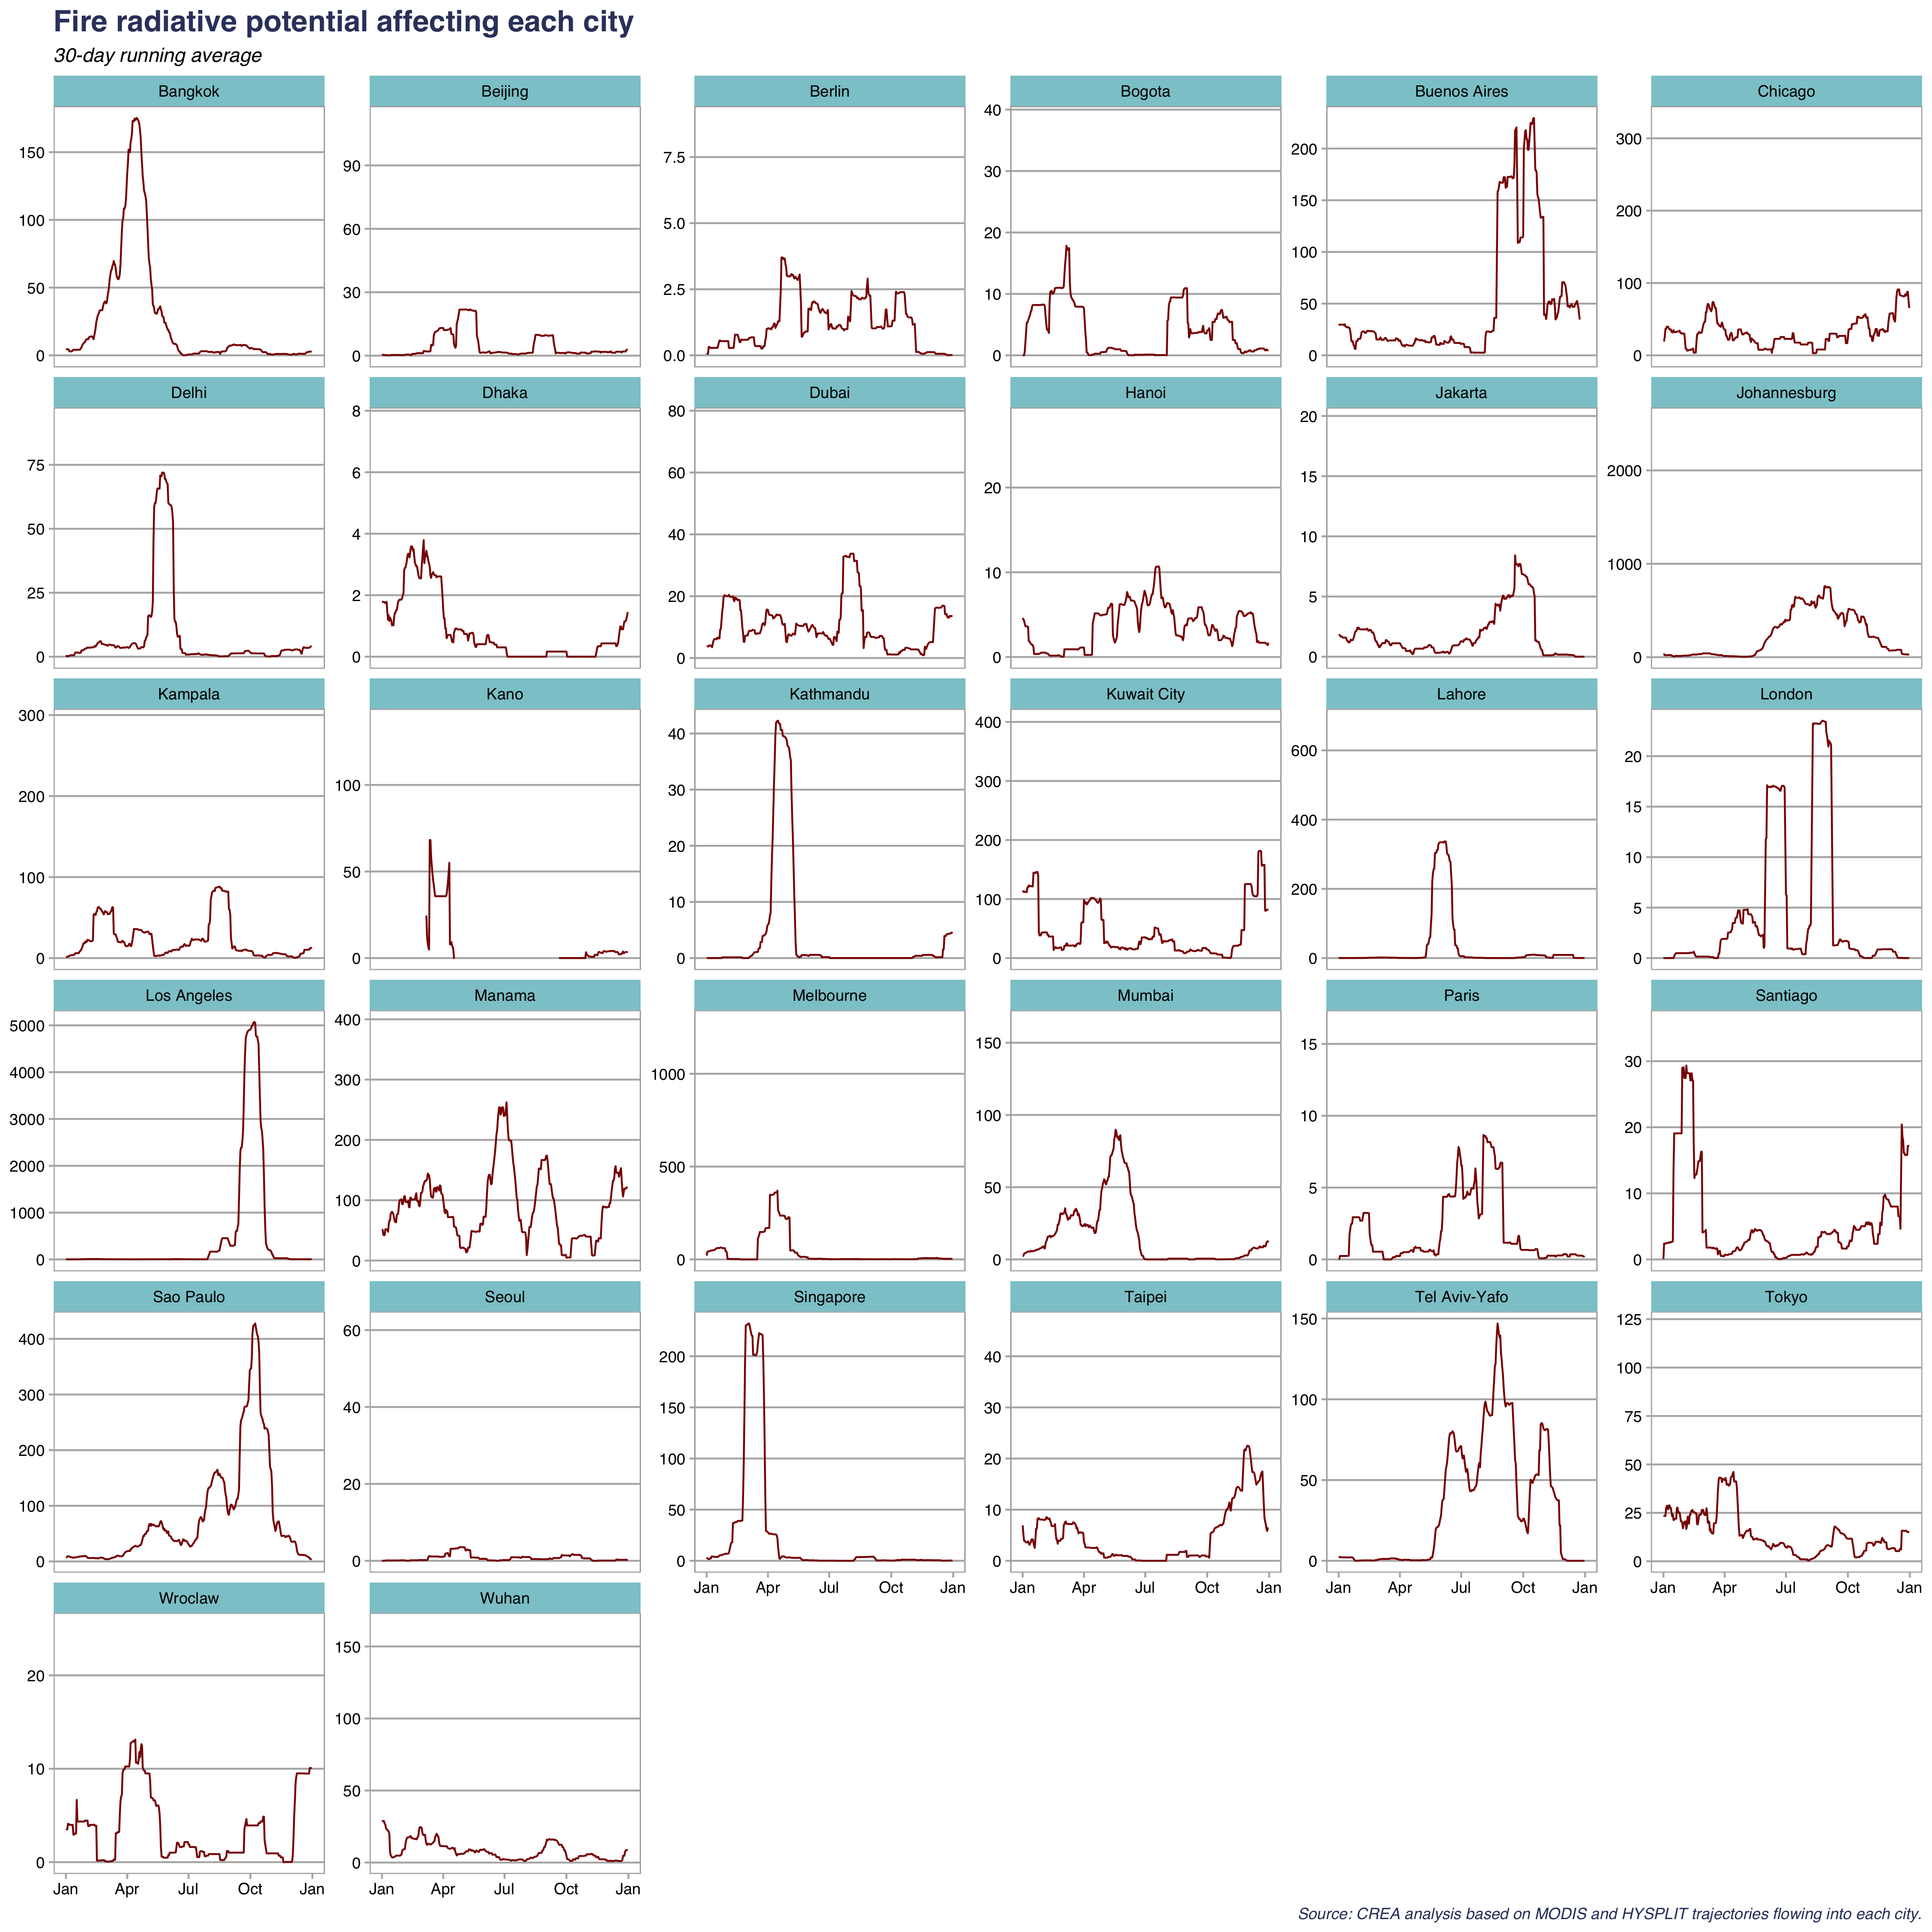 Fire radiative potential affecting each city
30-day running average
Bangkok Beijing Berlin Bogota Buenos Aires Chicago
150 100 50 0
90 60 30 0
7.5 5.0 2.5 0.0
40 30 20 10 0
200 150 100 50 0
300 200 100 0
Delhi Dhaka Dubai Hanoi Jakarta Johannesburg
75 50 25 0
8 6 4 2 0
80 60 40 20 0
20 10 0
20 15 10 5 0
2000 1000 0
Kampala Kano Kathmandu Kuwait City Lahore London
300 200 100 0
100 50 0
40 30 20 10 0
400 300 200 100 0
600 400 200 0
20 15 10 5 0
Los Angeles Manama Melbourne Mumbai Paris Santiago
5000 4000 3000 2000 1000 0
400 300 200 100 0
1000 500 0
150 100 50 0
15 10 5 0
30 20 10 0
Sao Paulo Seoul Singapore Taipei Tel Aviv-Yafo Tokyo
400 300 200 100 0
60 40 20 0
200 150 100 50 0
40 30 20 10 0
150 100 50 0
125 100 75 50 25 0
Jan Apr Jul Oct Jan
Jan Apr Jul Oct Jan
Jan Apr Jul Oct Jan
Jan Apr Jul Oct Jan
Wroclaw Wuhan
20 10 0
150 100 50 0
Jan Apr Jul Oct Jan
Jan Apr Jul Oct Jan
Source: CREA analysis based on MODIS and HYSPLIT trajectories flowing into each city.